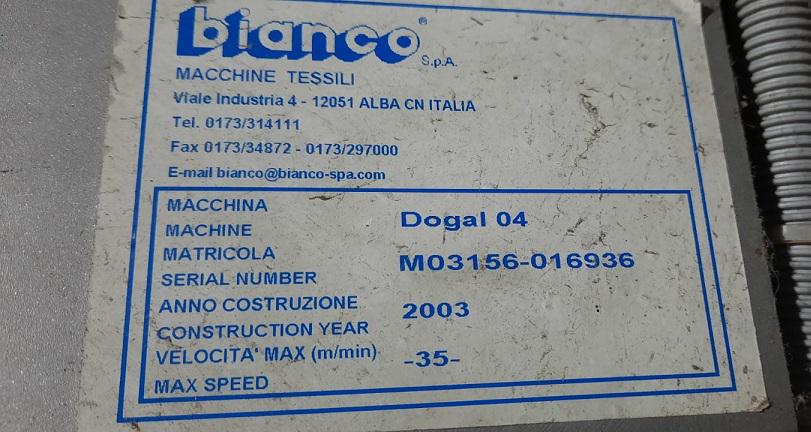 bianco® S.p.A.
MACCHINE TESSILI
Viale Industria 4 - 12051 ALBA CN ITALIA
Tel. 0173/314111
Fax 0173/34872 - 0173/297000
E-mail bianco@bianco-spa.com
MACCHINA
MACHINE Dogal 04
MATRICOLA
SERIAL NUMBER M03156-016936
ANNO COSTRUZIONE
CONSTRUCTION YEAR 2003
VELOCITA' MAX (m/min) -35-
MAX SPEED